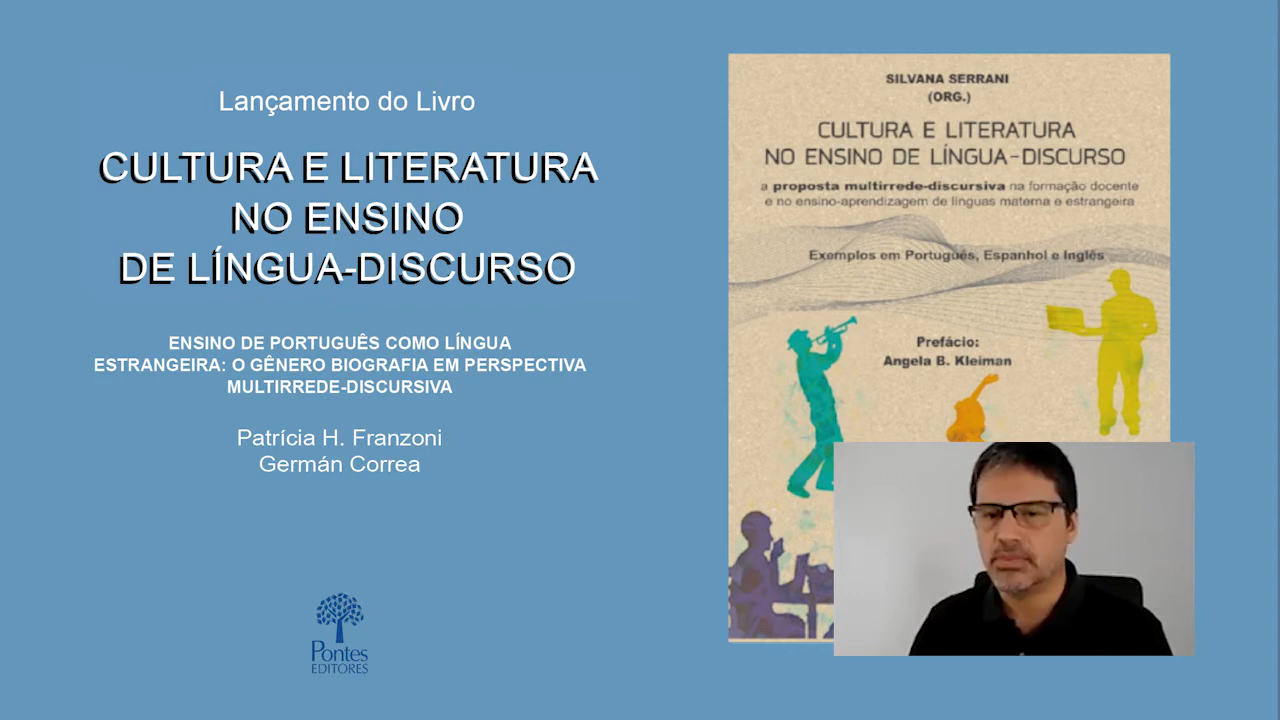 Lançamento do Livro
CULTURA E LITERATURA
NO ENSINO
DE LÍNGUA-DISCURSO
ENSINO DE PORTUGUÊS COMO LÍNGUA
ESTRANGEIRA: O GÊNERO BIOGRAFIA EM PERSPECTIVA
MULTIRREDE-DISCURSIVA
Patrícia H. Franzoni
Germán Correa
Pontes
EDITORES
SILVANA SERRANI
(ORG.)
CULTURA E LITERATURA
NO ENSINO DE LÍNGUA-DISCURSO
a proposta multirrede-discursiva na formação docente
e no ensino-aprendizagem de línguas materna e estrangeira
Exemplos em Português, Espanhol e Inglês
Prefácio:
Angela B. Kleiman